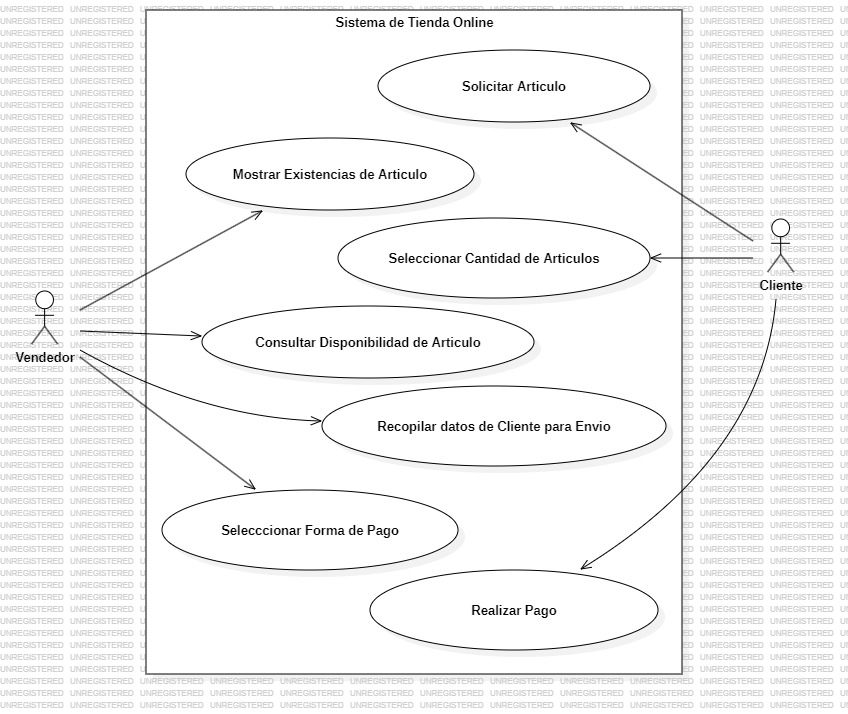 Sistema de Tienda Online
Solicitar Articulo
Mostrar Existencias de Articulo
Seleccionar Cantidad de Articulos
Cliente
Consultar Disponibilidad de Articulo
Vendedor
Recopilar datos de Cliente para Envio
Selecccionar Forma de Pago
Realizar Pago
UNREGISTERED